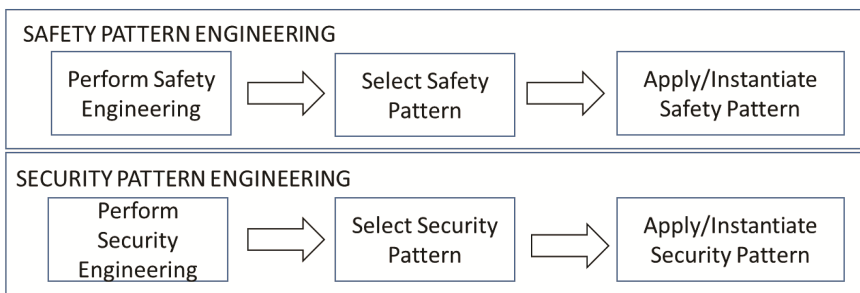 SAFETY PATTERN ENGINEERING
Perform Safety
Engineering
Select Safety
Pattern
Apply/Instantiate
Safety Pattern
SECURITY PATTERN ENGINEERING
Perform
Security
Engineering
Select Security
Pattern
Apply/Instantiate
Security Pattern